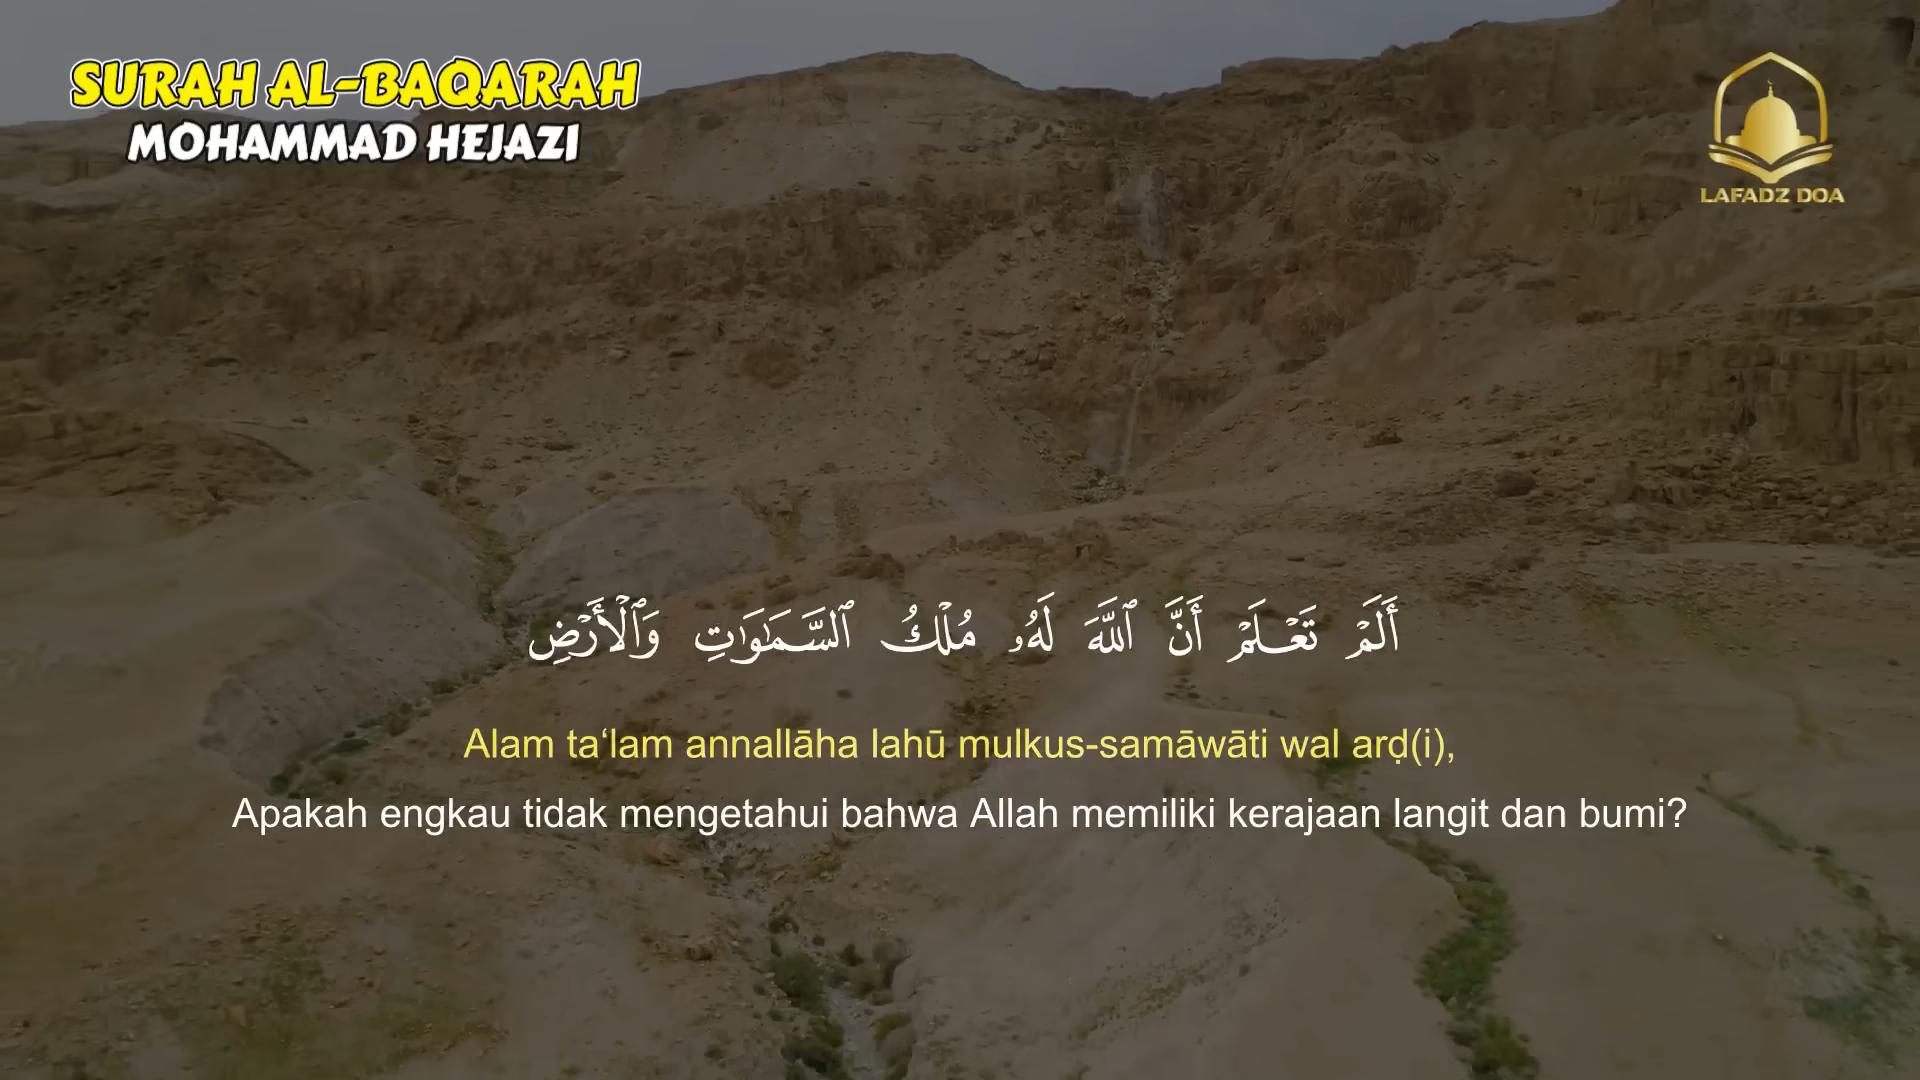 SURAH AL-BAQARAH
MOHAMMAD HEJAZI
LAFADZ DOA
أَلَمْ تَعْلَمْ أَنَّ ٱللَّهَ لَهُۥ مُلْكُ ٱلسَّمَـٰوَٰتِ وَٱلْأَرْضِ
Alam ta‘lam annallāha lahū mulkus-samāwāti wal arḍ(i),
Apakah engkau tidak mengetahui bahwa Allah memiliki kerajaan langit dan bumi?